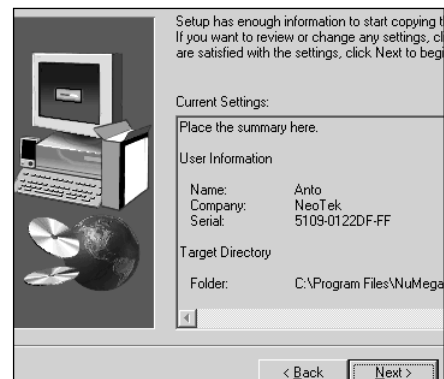 Setup has enough information to start copying t
If you want to review or change any settings, cl
are satisfied with the settings, click Next to begi
Current Settings:
Place the summary here.
User Information
Name: Anto
Company: NeoTek
Serial: 5109-0122DF-FF
Target Directory
Folder: C:\Program Files\NuMega
< Back Next >